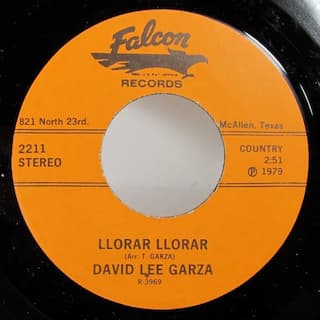 Falcon
RECORDS
821 North 23rd.
McAllen, Texas
2211
STEREO
COUNTRY
2:51
Ⓟ 1979
LLORAR LLORAR
(Arr: T. GARZA)
DAVID LEE GARZA
R-3969